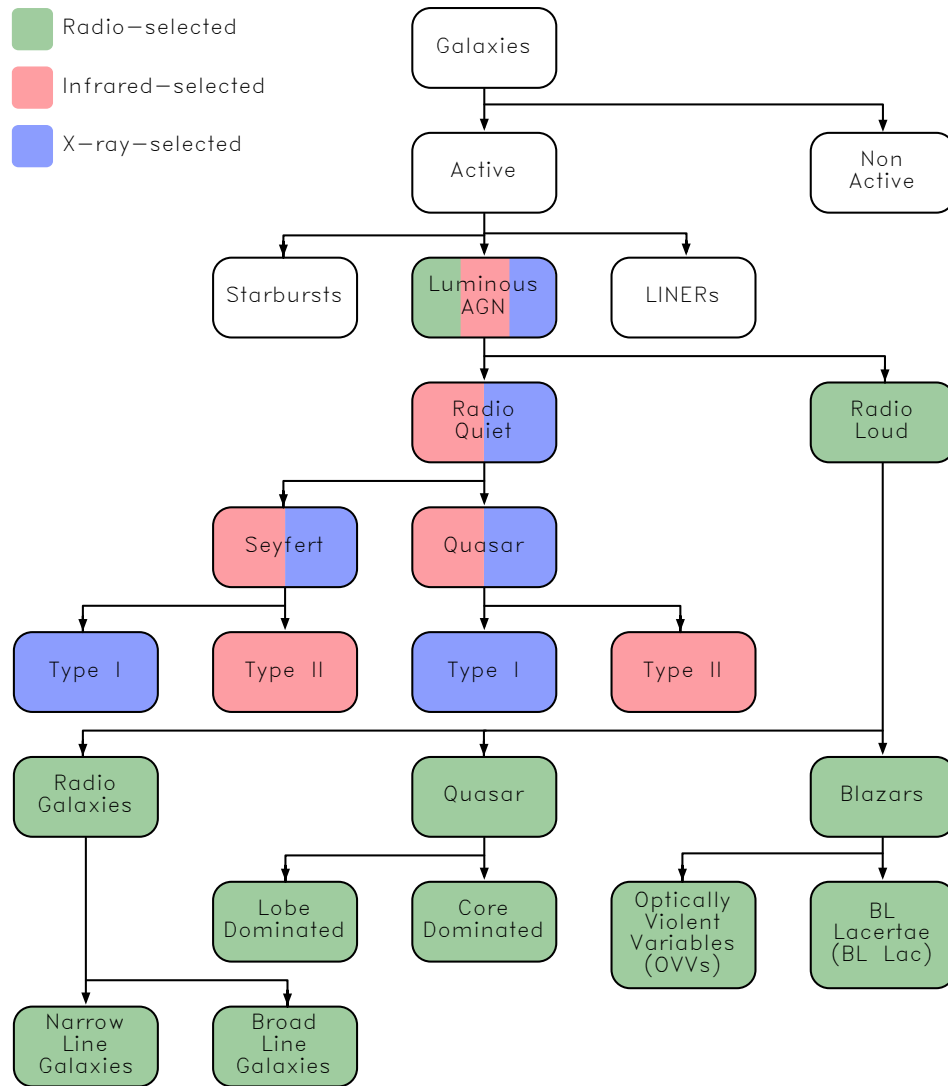 Radio-selected
Infrared-selected
X-ray-selected
Galaxies
Active
Non
Active
Starbursts
Luminous
AGN
LINERs
Radio
Quiet
Radio
Loud
Seyfert
Quasar
Type I
Type II
Type I
Type II
Radio
Galaxies
Quasar
Blazars
Lobe
Dominated
Core
Dominated
Optically
Violent
Variables
(OVVs)
BL
Lacertae
(BL Lac)
Narrow
Line
Galaxies
Broad
Line
Galaxies